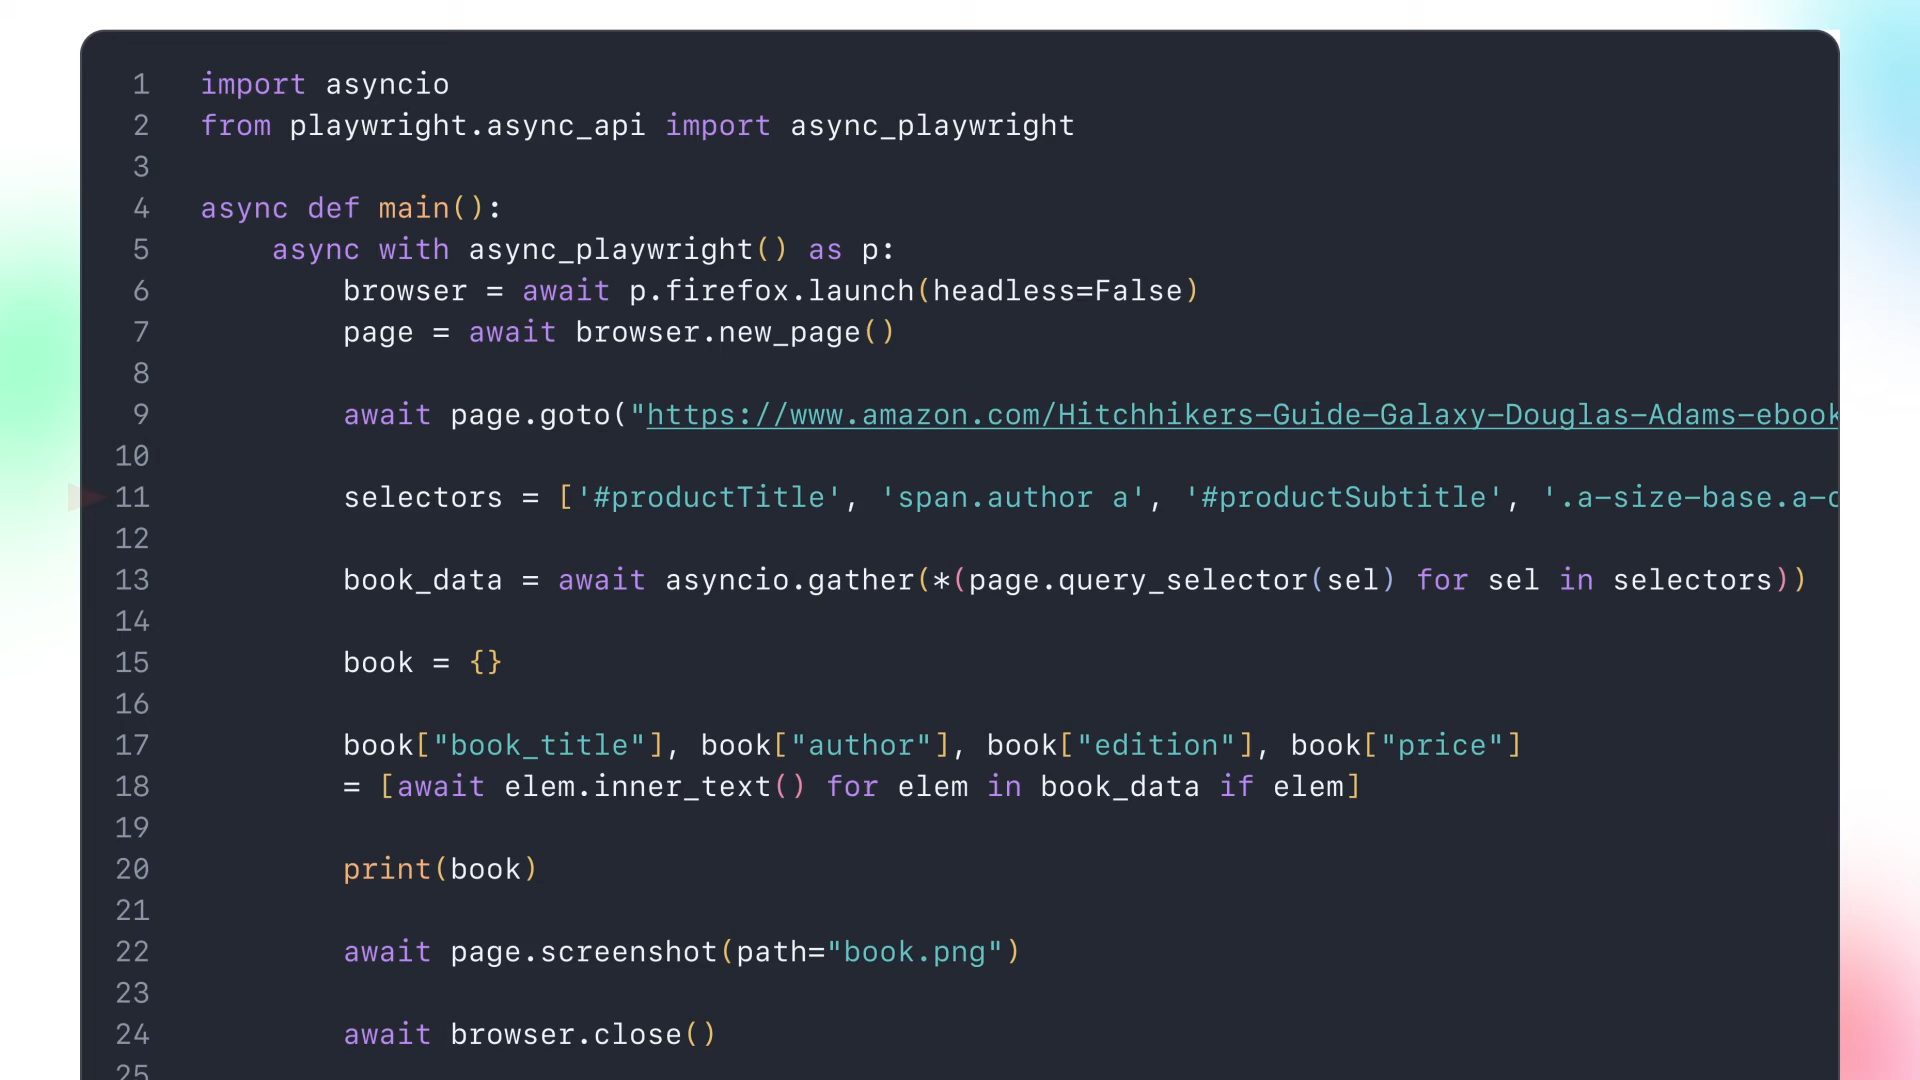 1 import asyncio
2 from playwright.async_api import async_playwright
3
4 async def main():
5 async with async_playwright() as p:
6 browser = await p.firefox.launch(headless=False)
7 page = await browser.new_page()
8
9 await page.goto("https://www.amazon.com/Hitchhikers-Guide-Galaxy-Douglas-Adams-ebook
10
11 selectors = ['#productTitle', 'span.author a', '#productSubtitle', '.a-size-base.a-c
12
13 book_data = await asyncio.gather(*(page.query_selector(sel) for sel in selectors))
14
15 book = {}
16
17 book["book_title"], book["author"], book["edition"], book["price"]
18 = [await elem.inner_text() for elem in book_data if elem]
19
20 print(book)
21
22 await page.screenshot(path="book.png")
23
24 await browser.close()
25